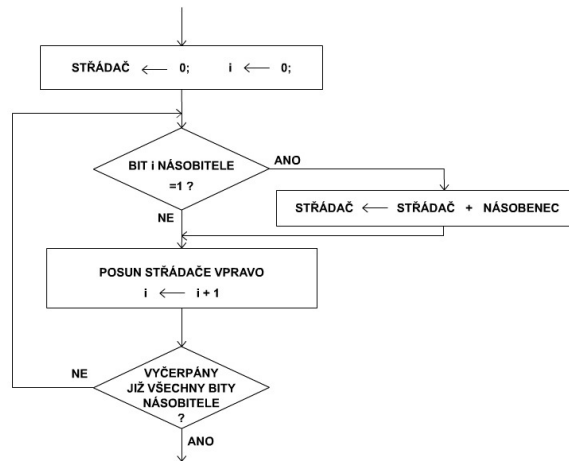 STŘÁDAČ ← 0; i ← 0;
BIT i NÁSOBITELE
=1 ?
ANO
NE
STŘÁDAČ ← STŘÁDAČ + NÁSOBENEC
POSUN STŘÁDAČE VPRAVO
i ← i + 1
NE
VYČERPÁNY
JIŽ VŠECHNY BITY
NÁSOBITELE
?
ANO